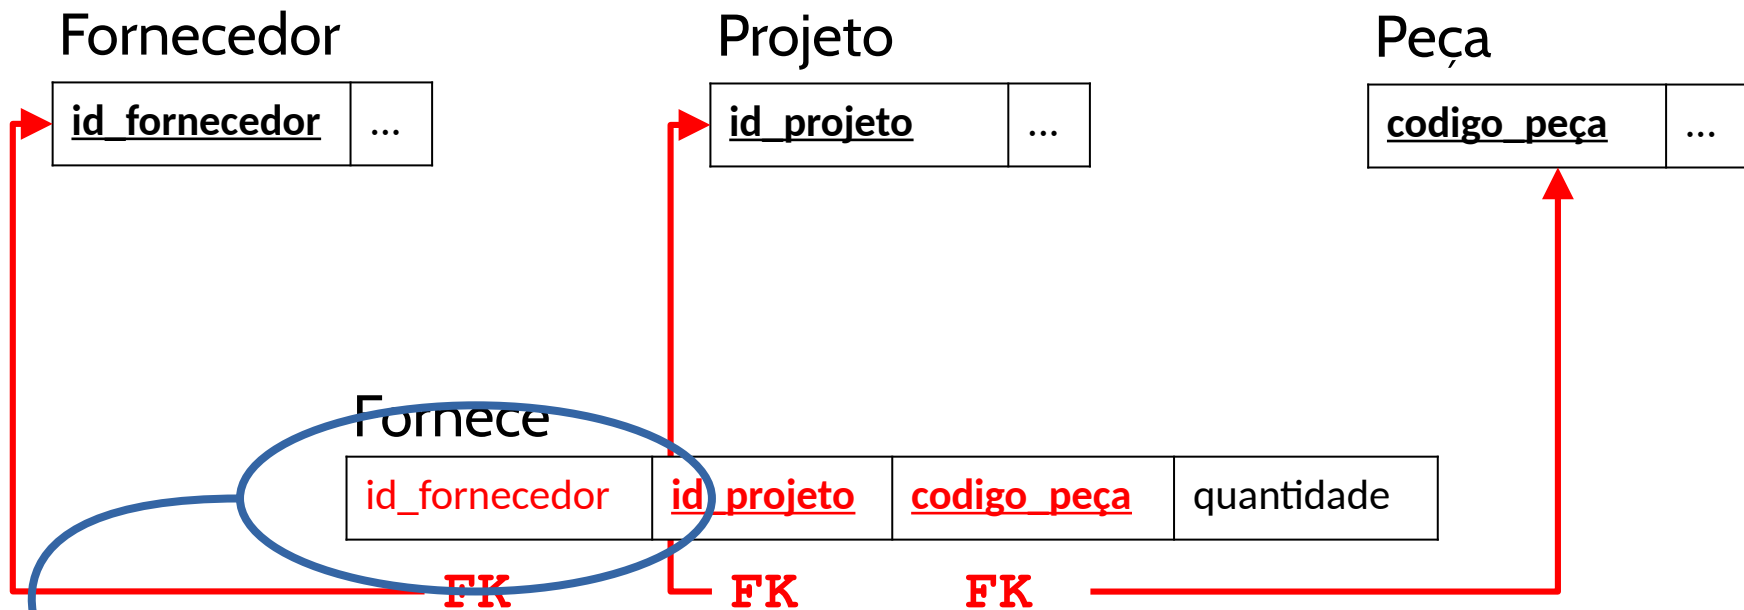 Fornecedor Projeto Peça
id_fornecedor ... id_projeto ... codigo_peça ...
Fornece
id_fornecedor id_projeto codigo_peça quantidade
FK FK FK